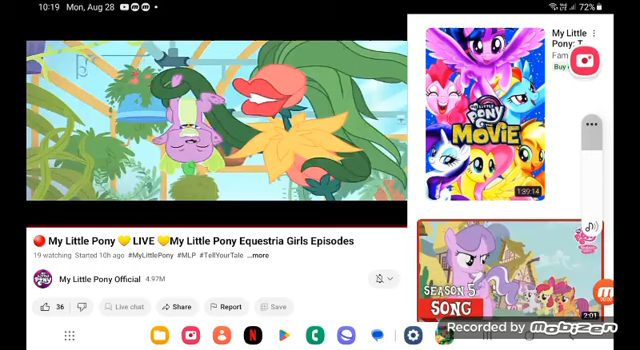 10:19 Mon, Aug 28
72%
My Little
Pony: T
Fam
Buy
MY LITTLE
PONY
THE
MOVIE
1:39:14
My Little Pony 💛 LIVE 💛My Little Pony Equestria Girls Episodes
19 watching Started 10h ago #MyLittlePony #MLP #TellYourTale ...more
My Little Pony Official 4.97M
36 Live chat Share Report Save
SEASON 5
SONG
2:01
Recorded by Mobizen